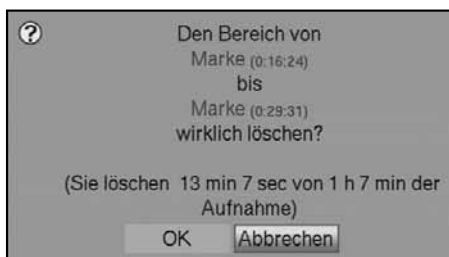 ?
Den Bereich von
Marke (0:16:24)
bis
Marke (0:29:31)
wirklich löschen?
(Sie löschen 13 min 7 sec von 1 h 7 min der
Aufnahme)
OK Abbrechen